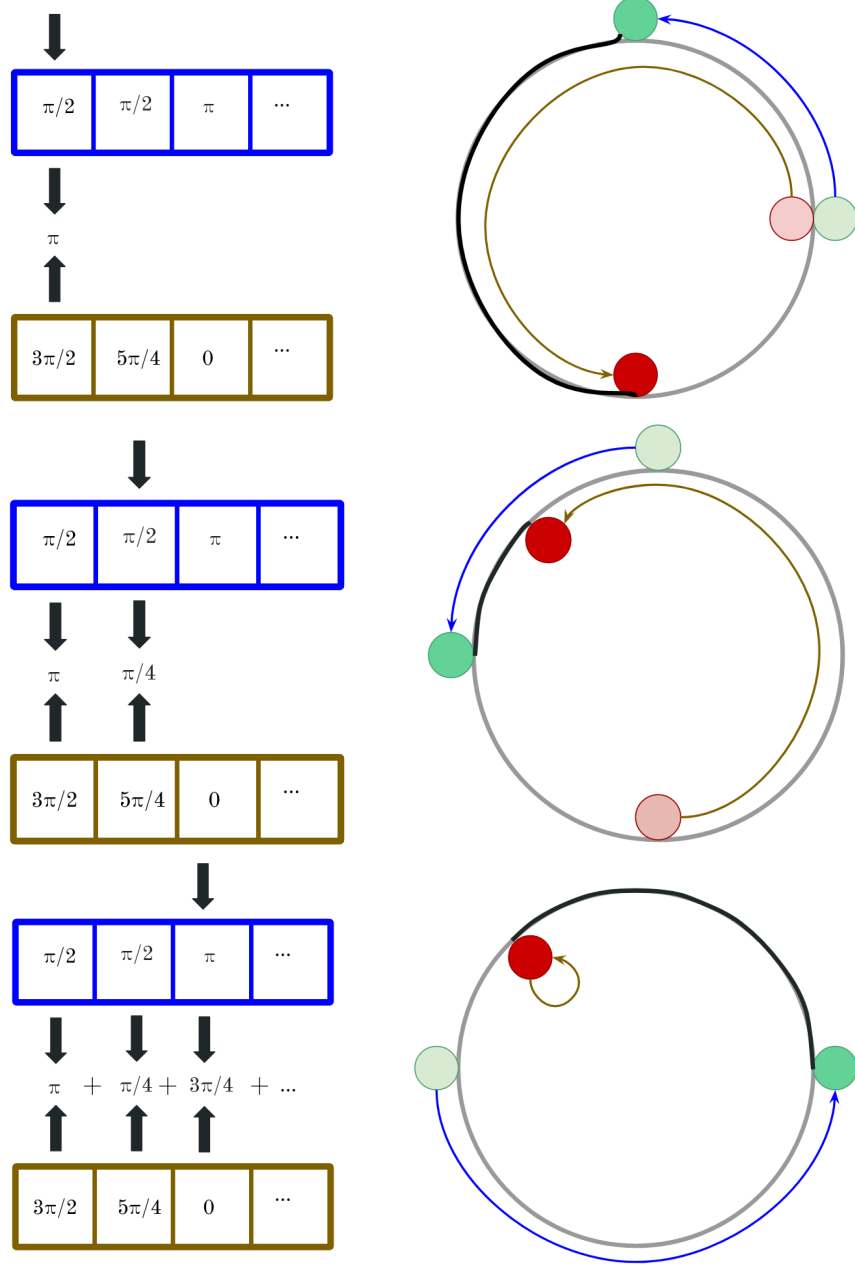 π/2 π/2 π ...
π
3π/2 5π/4 0 ...
π/2 π/2 π ...
π π/4
3π/2 5π/4 0 ...
π/2 π/2 π ...
π + π/4 + 3π/4 + ...
3π/2 5π/4 0 ...